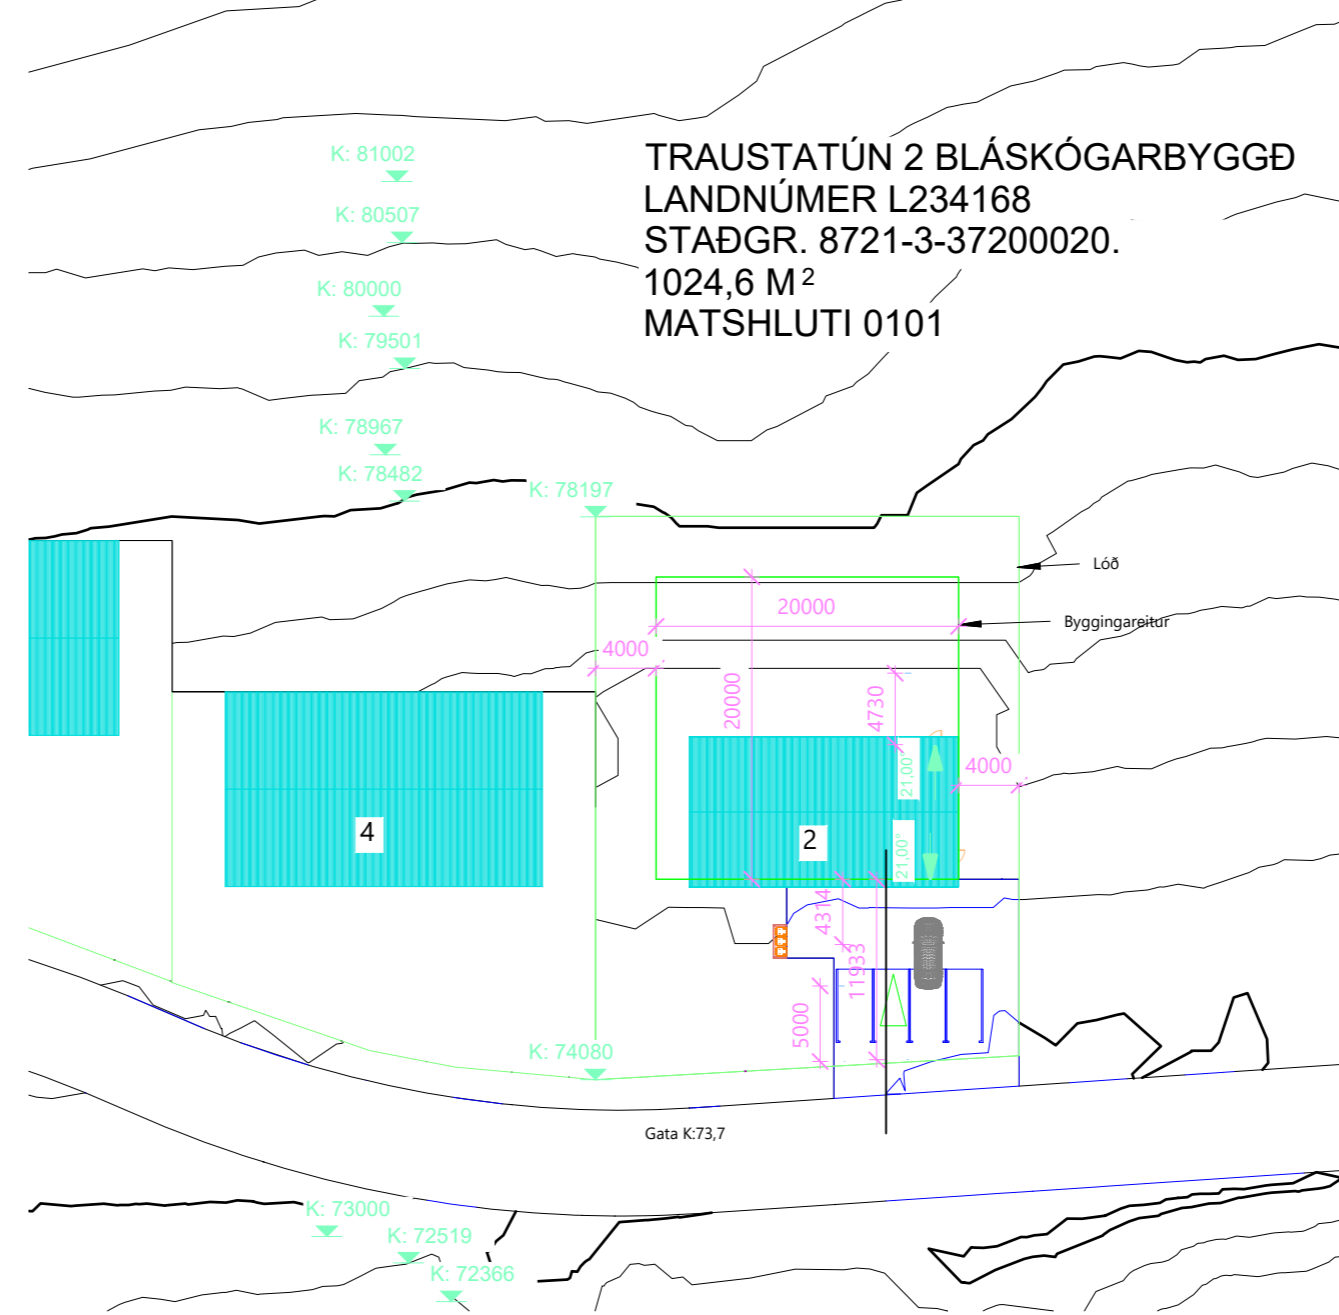 TRAUSTATÚN 2 BLÁSKÓGARBYGGÐ
LANDNÚMER L234168
STAÐGR. 8721-3-37200020.
1024,6 M²
MATSHLUTI 0101
K: 81002
K: 80507
K: 80000
K: 79501
K: 78967
K: 78482
K: 78197
Lóð
20000
Byggingareitur
4000
20000
4730
4000
21,00°
4
2
21,00°
4314
11933
5000
K: 74080
Gata K:73,7
K: 73000
K: 72519
K: 72366